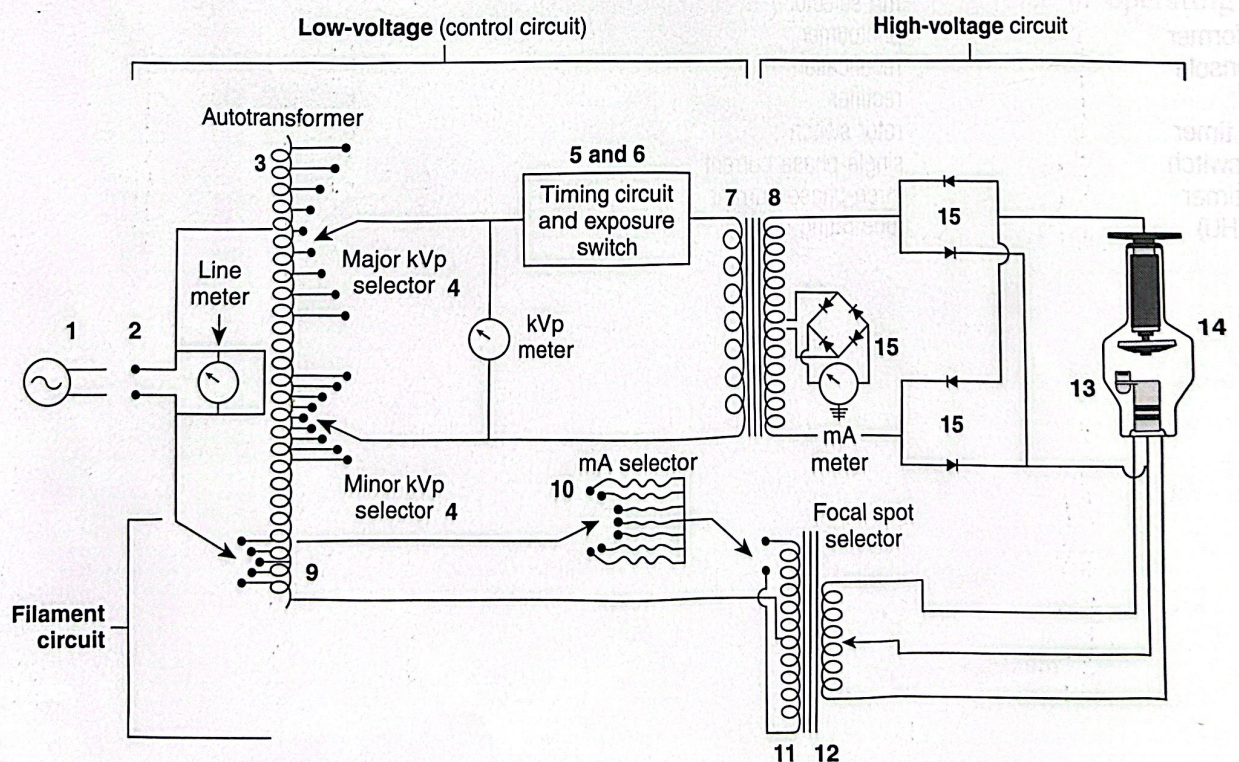 Low-voltage (control circuit)
High-voltage circuit
Autotransformer
3
5 and 6
Timing circuit
and exposure
switch
7 8
15
Major kVp
selector 4
Line
meter
1
2
kVp
meter
15
14
13
15
mA
meter
mA selector
10
Minor kVp
selector 4
Focal spot
selector
9
Filament
circuit
11 12